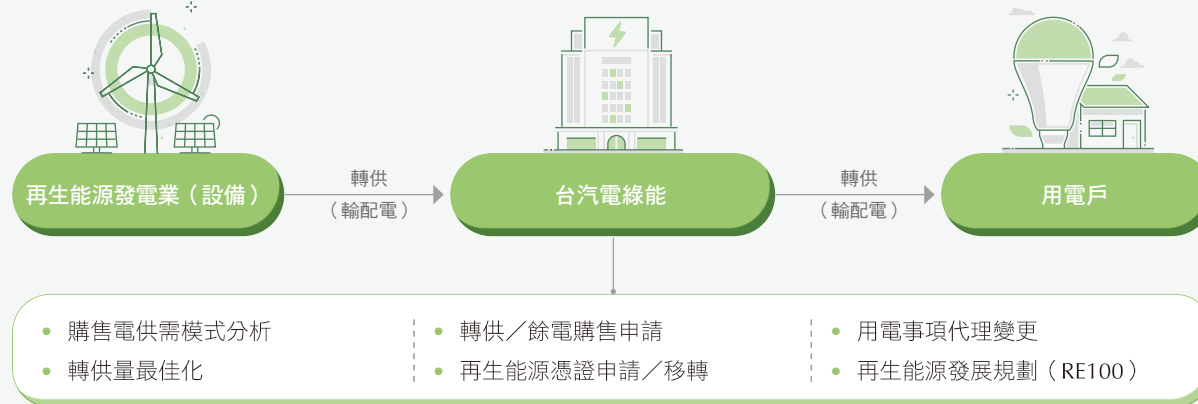 再生能源發電業（設備）
轉供
（輸配電）
台汽電綠能
轉供
（輸配電）
用電戶
• 購售電供需模式分析
• 轉供量最佳化
• 轉供／餘電購售申請
• 再生能源憑證申請／移轉
• 用電事項代理變更
• 再生能源發展規劃（RE100）